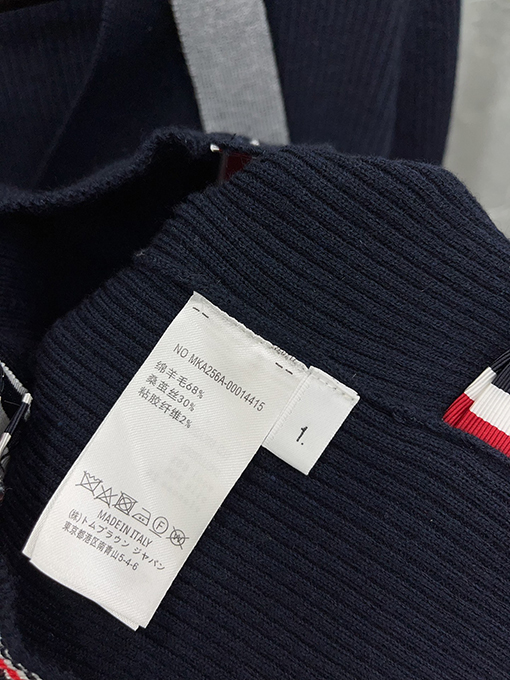 NO MKA256A-00014415
绵羊毛68%
桑蚕丝30%
粘胶纤维2%
MADE IN ITALY
(株)トムブラウン ジャパン
東京都港区南青山5-4-6
1.